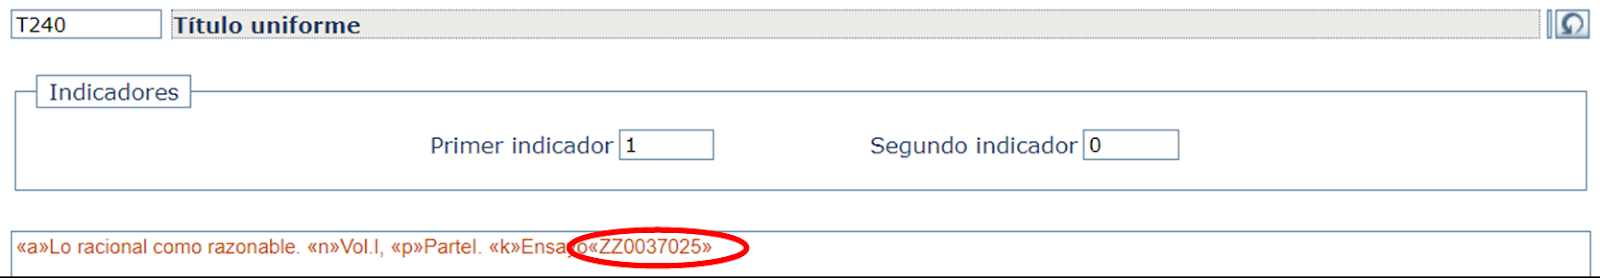 T240 Título uniforme
Indicadores
Primer indicador 1 Segundo indicador 0
«a»Lo racional como razonable. «n»Vol.I, «p»ParteI. «k»Ensayo«ZZ0037025»